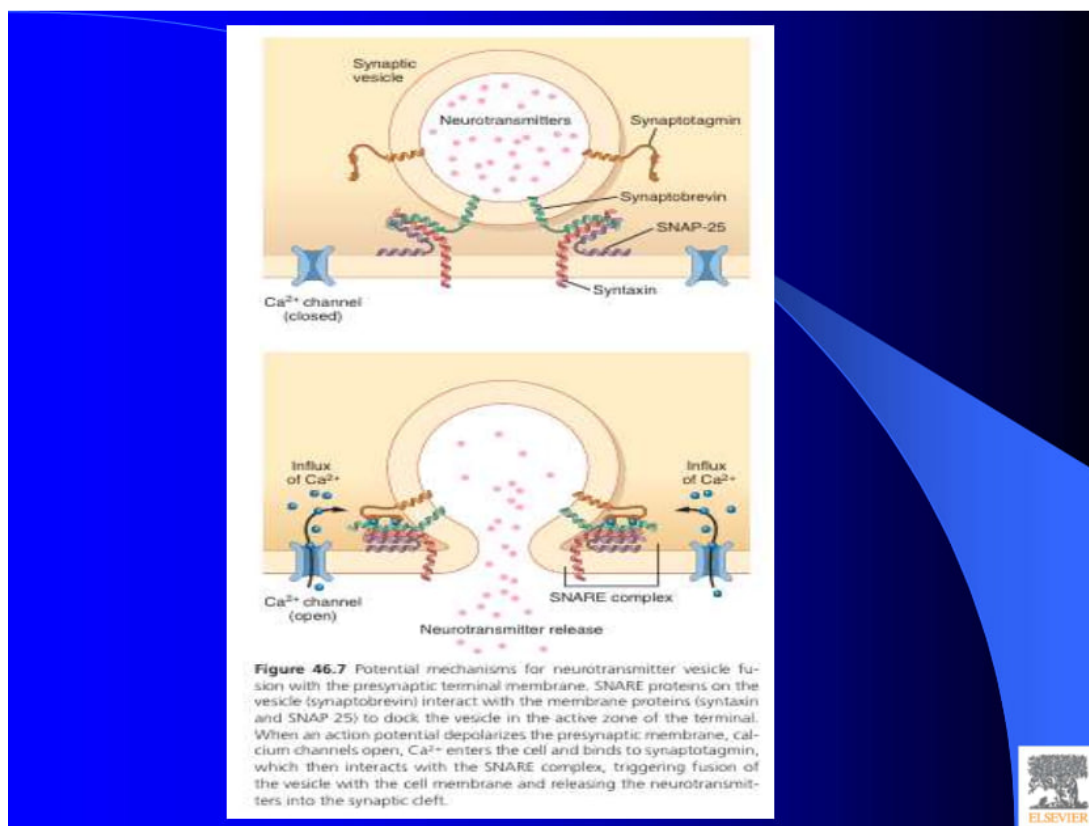 Synaptic
vesicle
Neurotransmitters
Synaptotagmin
Synaptobrevin
SNAP-25
Syntaxin
Ca²⁺ channel
(closed)
Influx
of Ca²⁺
Influx
of Ca²⁺
SNARE complex
Ca²⁺ channel
(open)
Neurotransmitter release
Figure 46.7 Potential mechanisms for neurotransmitter vesicle fu-
sion with the presynaptic terminal membrane. SNARE proteins on the
vesicle (synaptobrevin) interact with the membrane proteins (syntaxin
and SNAP 25) to dock the vesicle in the active zone of the terminal.
When an action potential depolarizes the presynaptic membrane, cal-
cium channels open, Ca²⁺ enters the cell and binds to synaptotagmin,
which then interacts with the SNARE complex, triggering fusion of
the vesicle with the cell membrane and releasing the neurotransmit-
ters into the synaptic cleft.
ELSEVIER